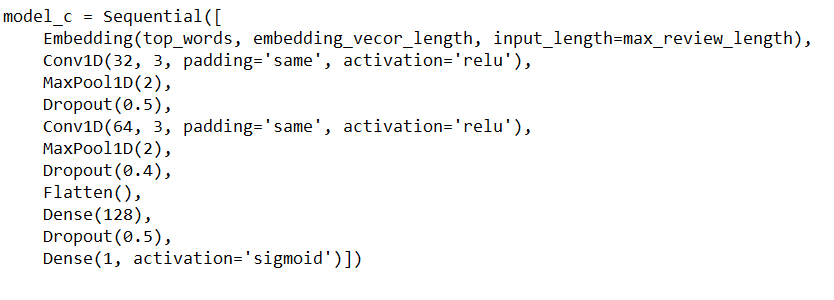 model_c = Sequential([
    Embedding(top_words, embedding_vecor_length, input_length=max_review_length),
    Conv1D(32, 3, padding='same', activation='relu'),
    MaxPool1D(2),
    Dropout(0.5),
    Conv1D(64, 3, padding='same', activation='relu'),
    MaxPool1D(2),
    Dropout(0.4),
    Flatten(),
    Dense(128),
    Dropout(0.5),
    Dense(1, activation='sigmoid')])